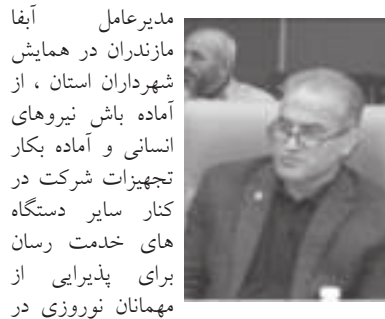 مدیرعامل آبفا
مازندران در همایش
شهرداران استان ، از
آماده باش نیروهای
انسانی و آماده بکار
تجهیزات شرکت در
کنار سایر دستگاه
های خدمت رسان
برای پذیرایی از
مهمانان نوروزی در